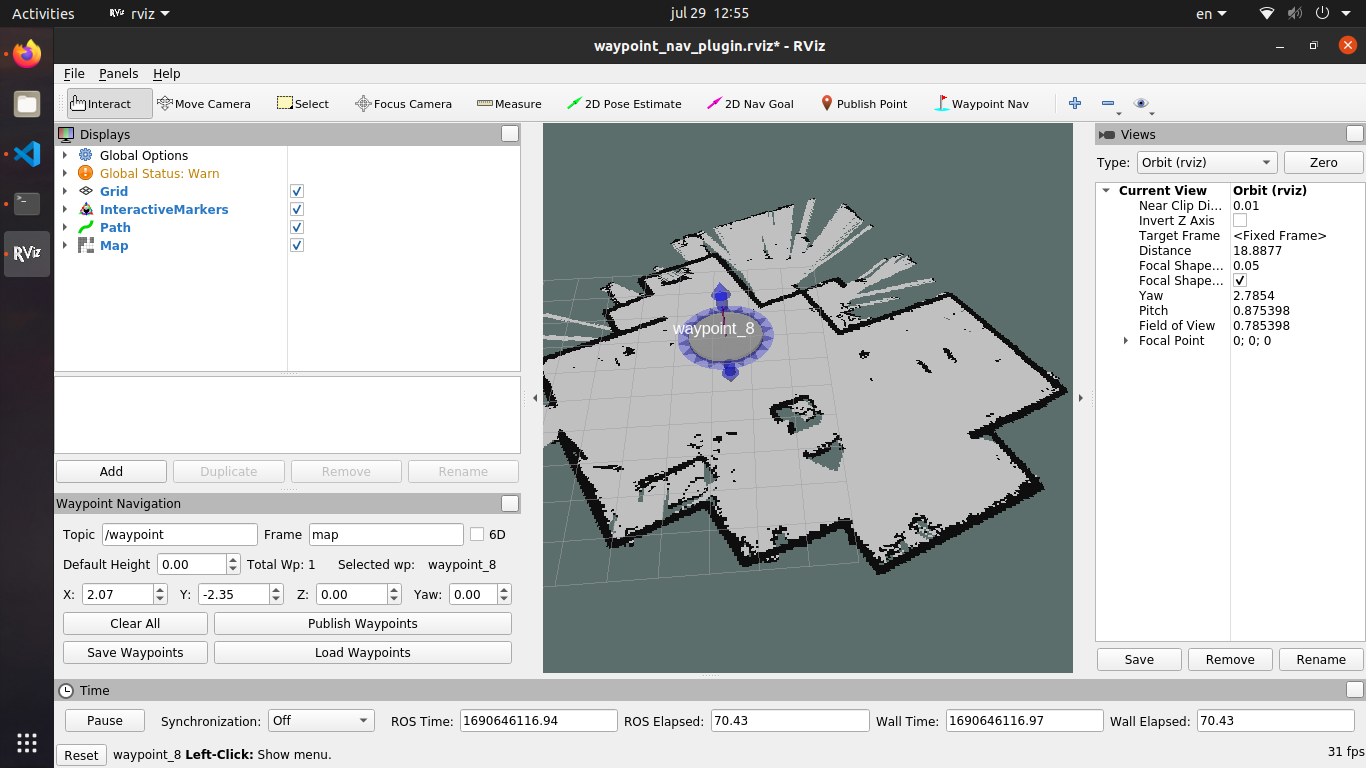 Activities rviz jul 29 12:55 en
waypoint_nav_plugin.rviz* - RViz
File Panels Help
Interact Move Camera Select Focus Camera Measure 2D Pose Estimate 2D Nav Goal Publish Point Waypoint Nav
Displays
Global Options
Global Status: Warn
Grid
InteractiveMarkers
Path
Map
Add Duplicate Remove Rename
Waypoint Navigation
Topic /waypoint Frame map 6D
Default Height 0.00 Total Wp: 1 Selected wp: waypoint_8
X: 2.07 Y: -2.35 Z: 0.00 Yaw: 0.00
Clear All Publish Waypoints
Save Waypoints Load Waypoints
waypoint_8
Views
Type: Orbit (rviz) Zero
Current View Orbit (rviz)
Near Clip Di... 0.01
Invert Z Axis
Target Frame <Fixed Frame>
Distance 18.8877
Focal Shape... 0.05
Focal Shape...
Yaw 2.7854
Pitch 0.875398
Field of View 0.785398
Focal Point 0; 0; 0
Save Remove Rename
RViz
Time
Pause Synchronization: Off ROS Time: 1690646116.94 ROS Elapsed: 70.43 Wall Time: 1690646116.97 Wall Elapsed: 70.43
Reset waypoint_8 Left-Click: Show menu. 31 fps